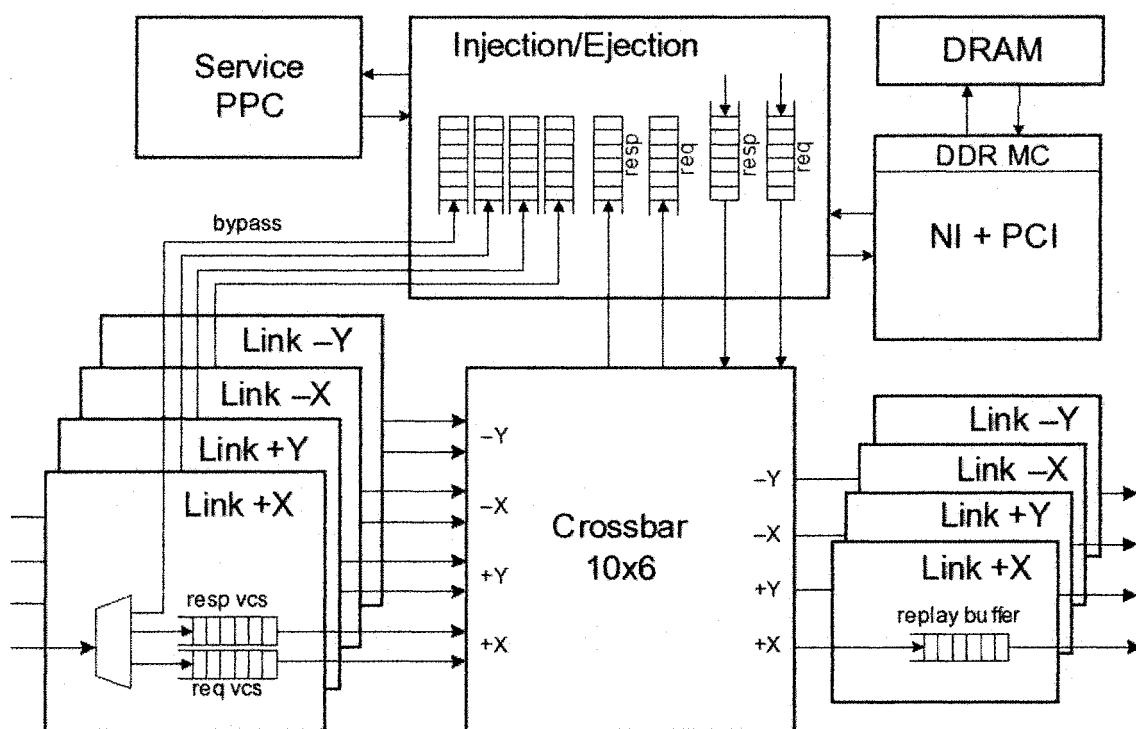 Injection/Ejection
Service
PPC
DRAM
resp
req
resp
req
DDR MC
NI + PCI
bypass
Link –Y
Link –X
Link +Y
Link +X
–Y
–X
+Y
+X
Crossbar
10x6
–Y
–X
+Y
+X
Link –Y
Link –X
Link +Y
Link +X
resp vcs
req vcs
replay buffer